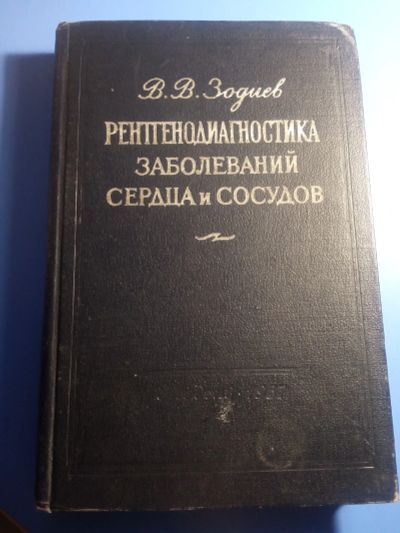 В. В. Зодиев
РЕНТГЕНОДИАГНОСТИКА
ЗАБОЛЕВАНИЙ
СЕРДЦА и СОСУДОВ